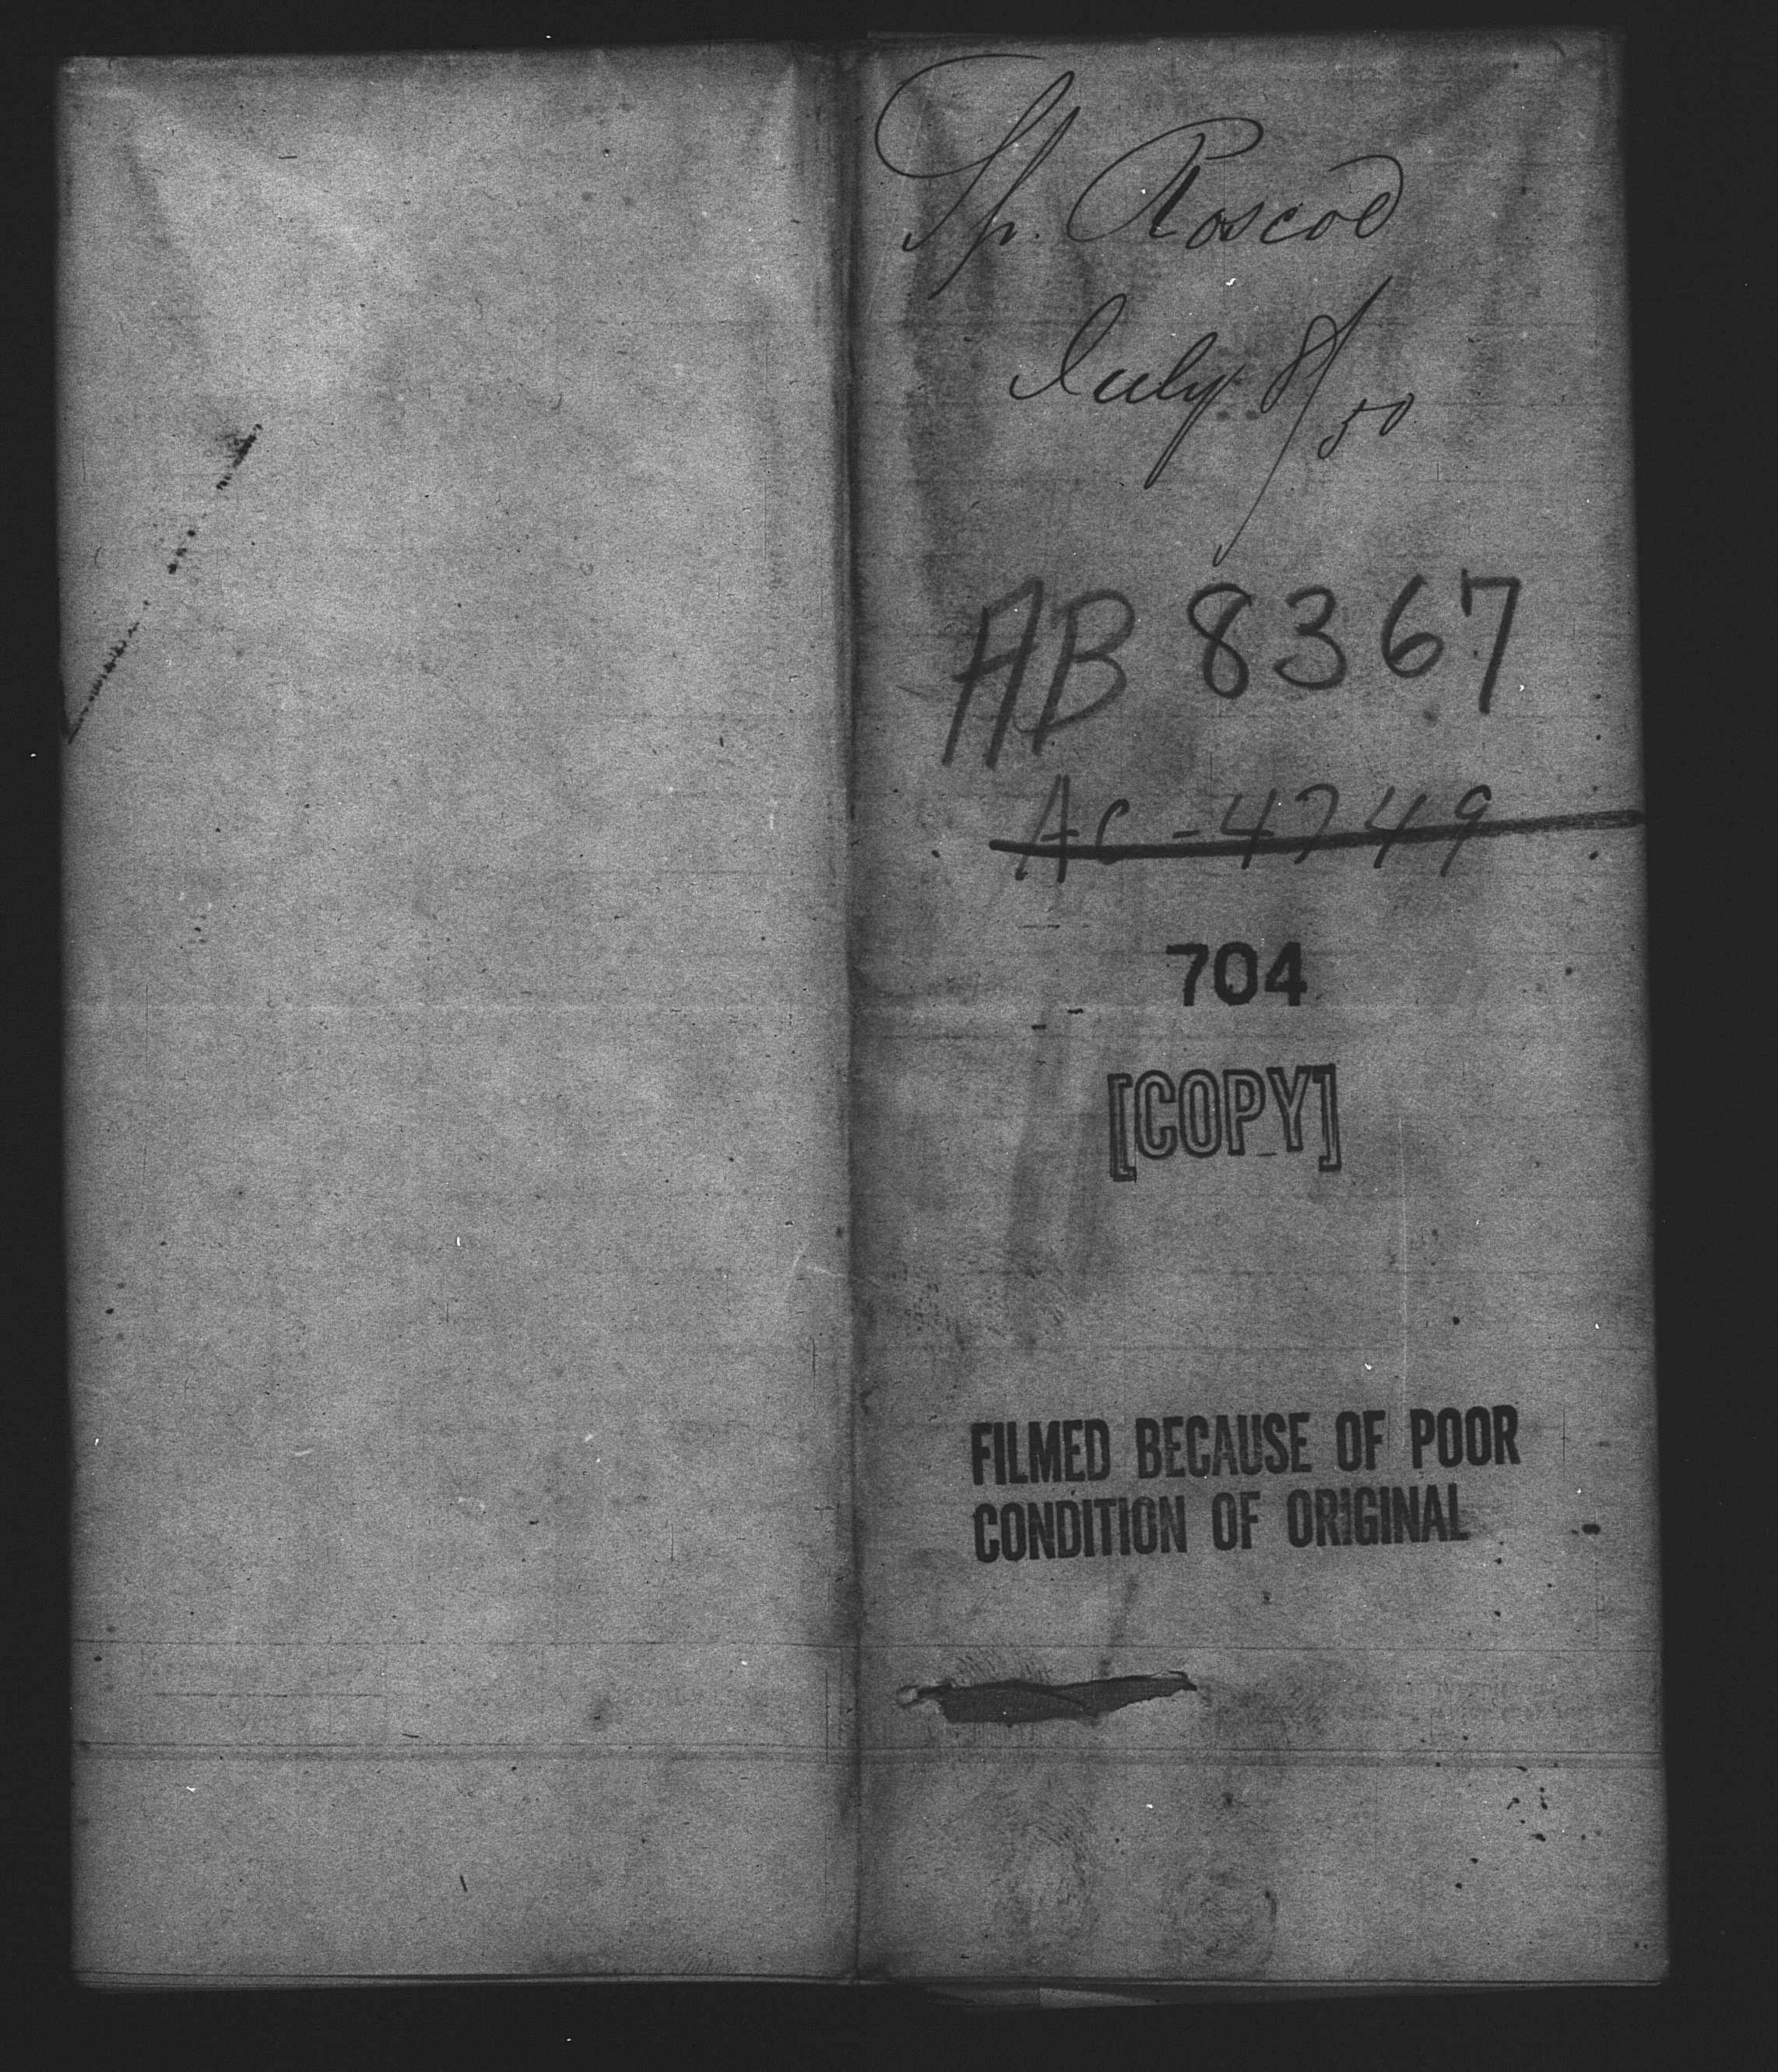 Sp. Roscoe
July 8/50
AB 8367
AC-4749
704
[COPY]
FILMED BECAUSE OF POOR
CONDITION OF ORIGINAL